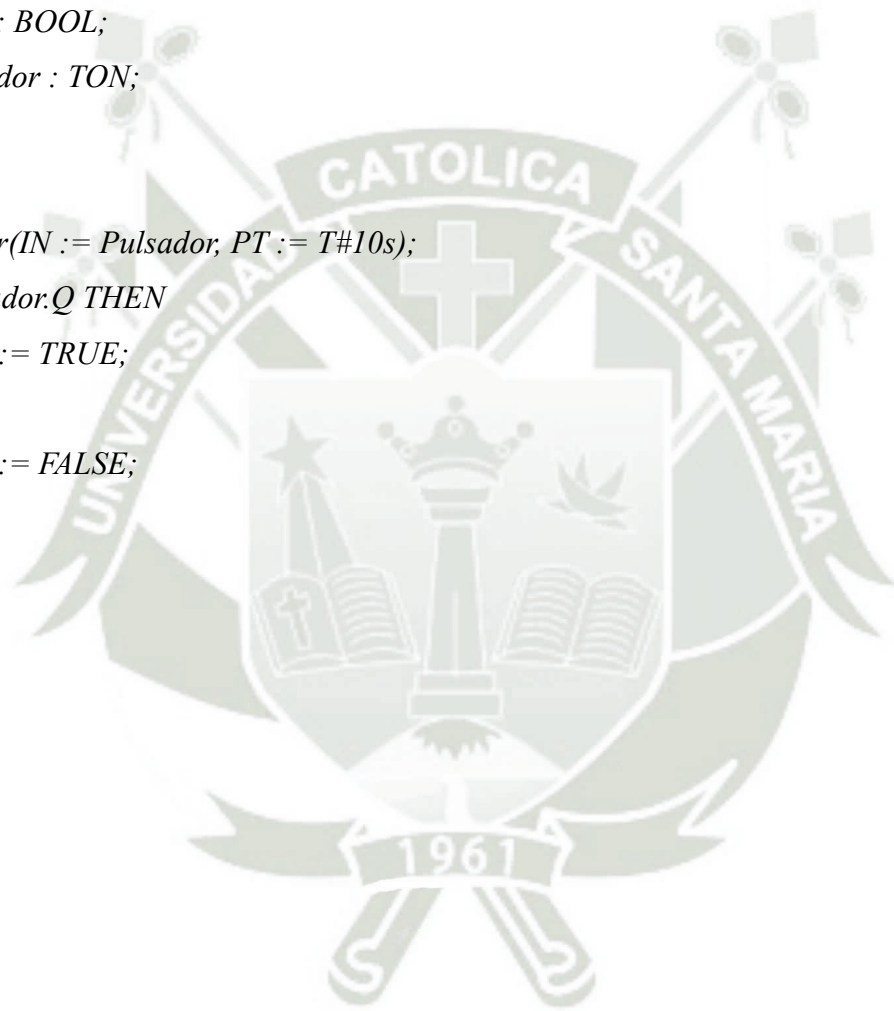 : BOOL;
dor : TON;
r(IN := Pulsador, PT := T#10s);
dor.Q THEN
:= TRUE;
:= FALSE;
UNIVERSIDAD CATOLICA SANTA MARIA
1961